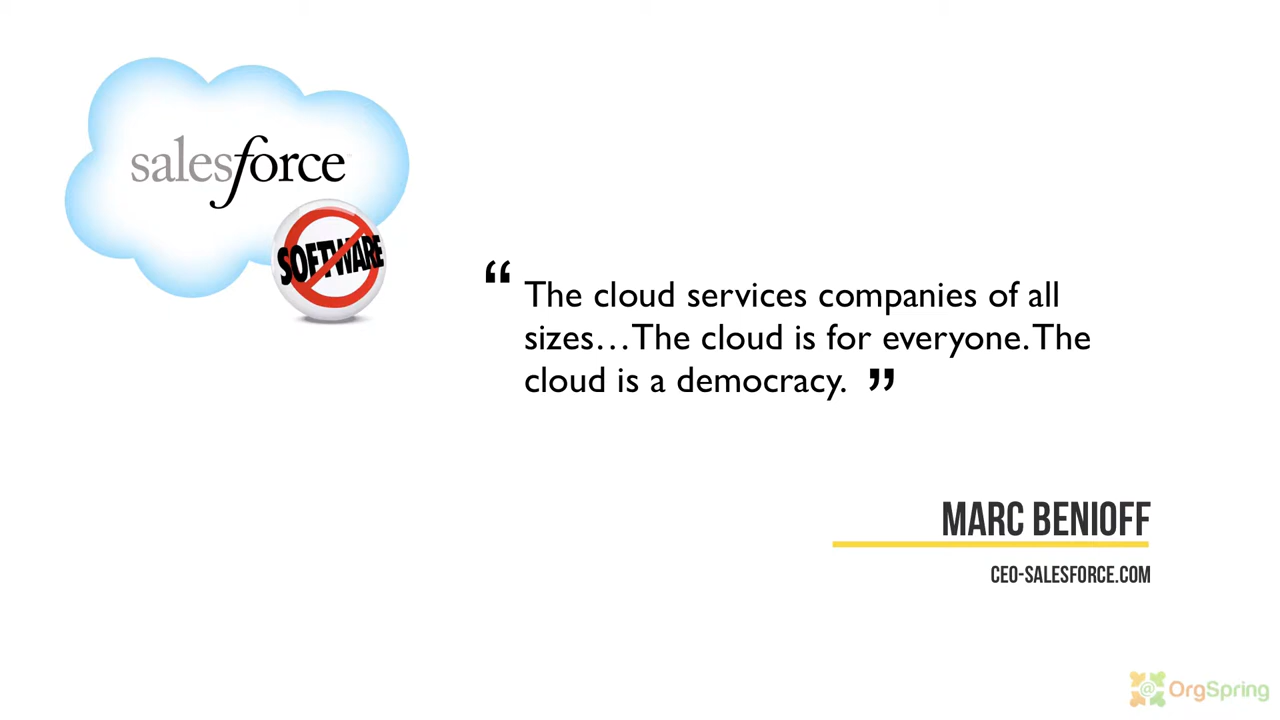 salesforce
SOFTWARE
“ The cloud services companies of all
sizes…The cloud is for everyone. The
cloud is a democracy. ”
MARC BENIOFF
CEO-SALESFORCE.COM
@ OrgSpring